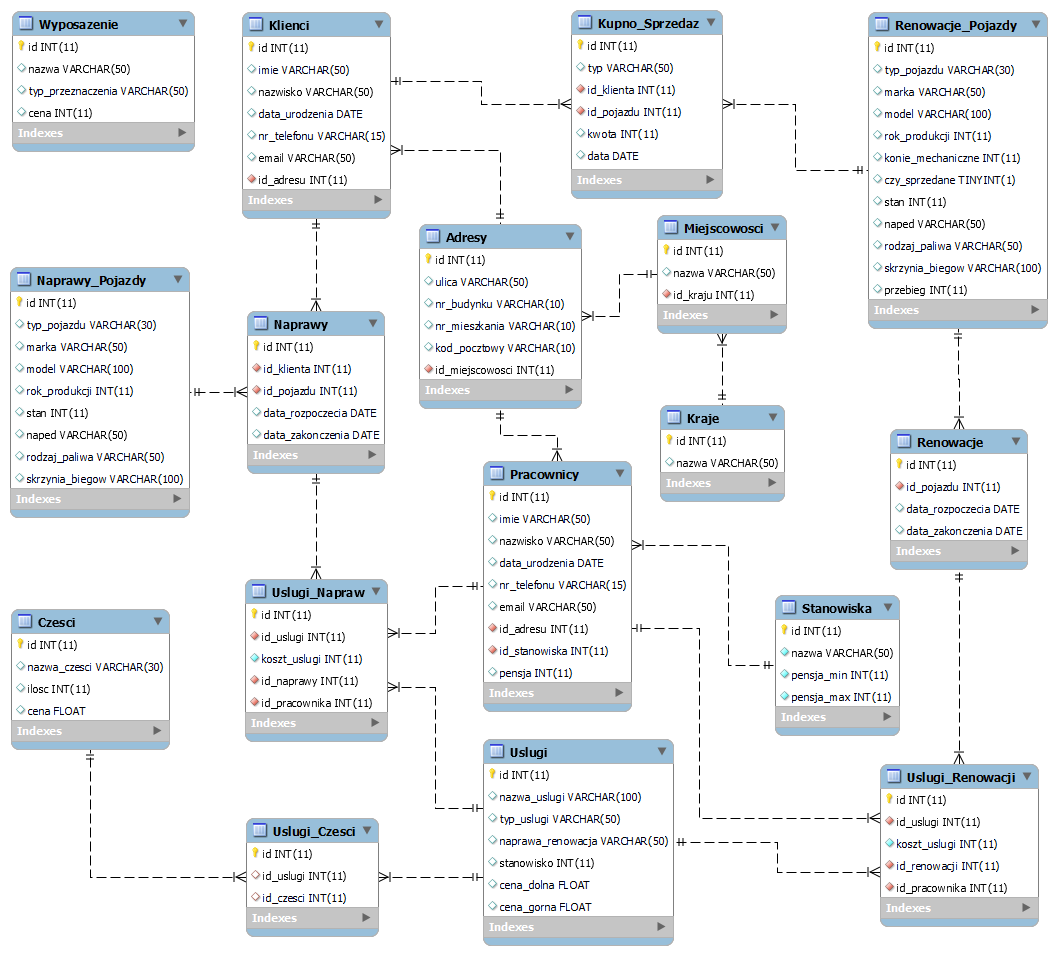 Wyposazenie
id INT(11)
nazwa VARCHAR(50)
typ_przeznaczenia VARCHAR(50)
cena INT(11)
Indexes
Klienci
id INT(11)
imie VARCHAR(50)
nazwisko VARCHAR(50)
data_urodzenia DATE
nr_telefonu VARCHAR(15)
email VARCHAR(50)
id_adresu INT(11)
Indexes
Kupno_Sprzedaz
id INT(11)
typ VARCHAR(50)
id_klienta INT(11)
id_pojazdu INT(11)
kwota INT(11)
data DATE
Indexes
Renowacje_Pojazdy
id INT(11)
typ_pojazdu VARCHAR(30)
marka VARCHAR(50)
model VARCHAR(100)
rok_produkcji INT(11)
konie_mechaniczne INT(11)
czy_sprzedane TINYINT(1)
stan INT(11)
naped VARCHAR(50)
rodzaj_paliwa VARCHAR(50)
skrzynia_biegow VARCHAR(100)
przebieg INT(11)
Indexes
Adresy
id INT(11)
ulica VARCHAR(50)
nr_budynku VARCHAR(10)
nr_mieszkania VARCHAR(10)
kod_pocztowy VARCHAR(10)
id_miejscowosci INT(11)
Indexes
Miejscowosci
id INT(11)
nazwa VARCHAR(50)
id_kraju INT(11)
Indexes
Naprawy_Pojazdy
id INT(11)
typ_pojazdu VARCHAR(30)
marka VARCHAR(50)
model VARCHAR(100)
rok_produkcji INT(11)
stan INT(11)
naped VARCHAR(50)
rodzaj_paliwa VARCHAR(50)
skrzynia_biegow VARCHAR(100)
Indexes
Naprawy
id INT(11)
id_klienta INT(11)
id_pojazdu INT(11)
data_rozpoczecia DATE
data_zakonczenia DATE
Indexes
Kraje
id INT(11)
nazwa VARCHAR(50)
Indexes
Renowacje
id INT(11)
id_pojazdu INT(11)
data_rozpoczecia DATE
data_zakonczenia DATE
Indexes
Pracownicy
id INT(11)
imie VARCHAR(50)
nazwisko VARCHAR(50)
data_urodzenia DATE
nr_telefonu VARCHAR(15)
email VARCHAR(50)
id_adresu INT(11)
id_stanowiska INT(11)
pensja INT(11)
Indexes
Uslugi_Napraw
id INT(11)
id_uslugi INT(11)
koszt_uslugi INT(11)
id_naprawy INT(11)
id_pracownika INT(11)
Indexes
Stanowiska
id INT(11)
nazwa VARCHAR(50)
pensja_min INT(11)
pensja_max INT(11)
Indexes
Czesci
id INT(11)
nazwa_czesci VARCHAR(30)
ilosc INT(11)
cena FLOAT
Indexes
Uslugi
id INT(11)
nazwa_uslugi VARCHAR(100)
typ_uslugi VARCHAR(50)
naprawa_renowacja VARCHAR(50)
stanowisko INT(11)
cena_dolna FLOAT
cena_gorna FLOAT
Indexes
Uslugi_Renowacji
id INT(11)
id_uslugi INT(11)
koszt_uslugi INT(11)
id_renowacji INT(11)
id_pracownika INT(11)
Indexes
Uslugi_Czesci
id INT(11)
id_uslugi INT(11)
id_czesci INT(11)
Indexes